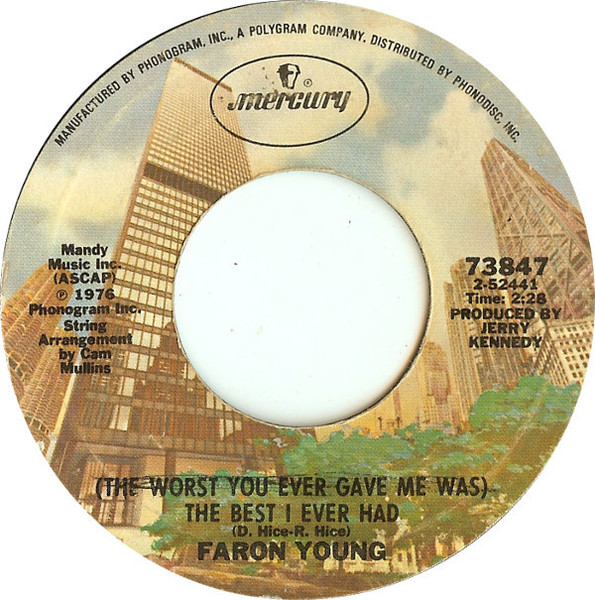 MANUFACTURED BY PHONOGRAM, INC., A POLYGRAM COMPANY. DISTRIBUTED BY PHONODISC, INC.
®
mercury
Mandy
Music Inc.
(ASCAP)
℗ 1976
Phonogram Inc.
String
Arrangement
by Cam
Mullins
73847
2-52441
Time: 2:28
PRODUCED BY
JERRY
KENNEDY
(THE WORST YOU EVER GAVE ME WAS)
THE BEST I EVER HAD
(D. Hice-R. Hice)
FARON YOUNG